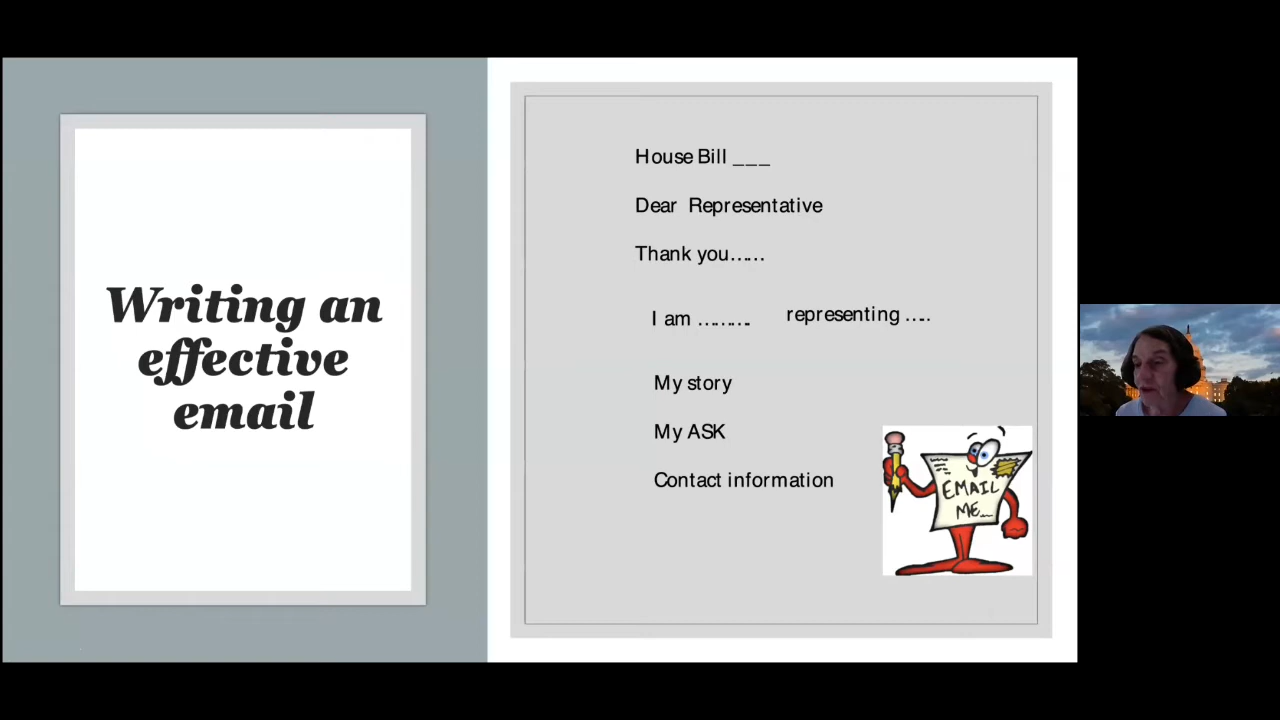 Writing an
effective
email
House Bill ___
Dear Representative
Thank you……
I am ………. representing …..
My story
My ASK
Contact information
EMAIL
ME...